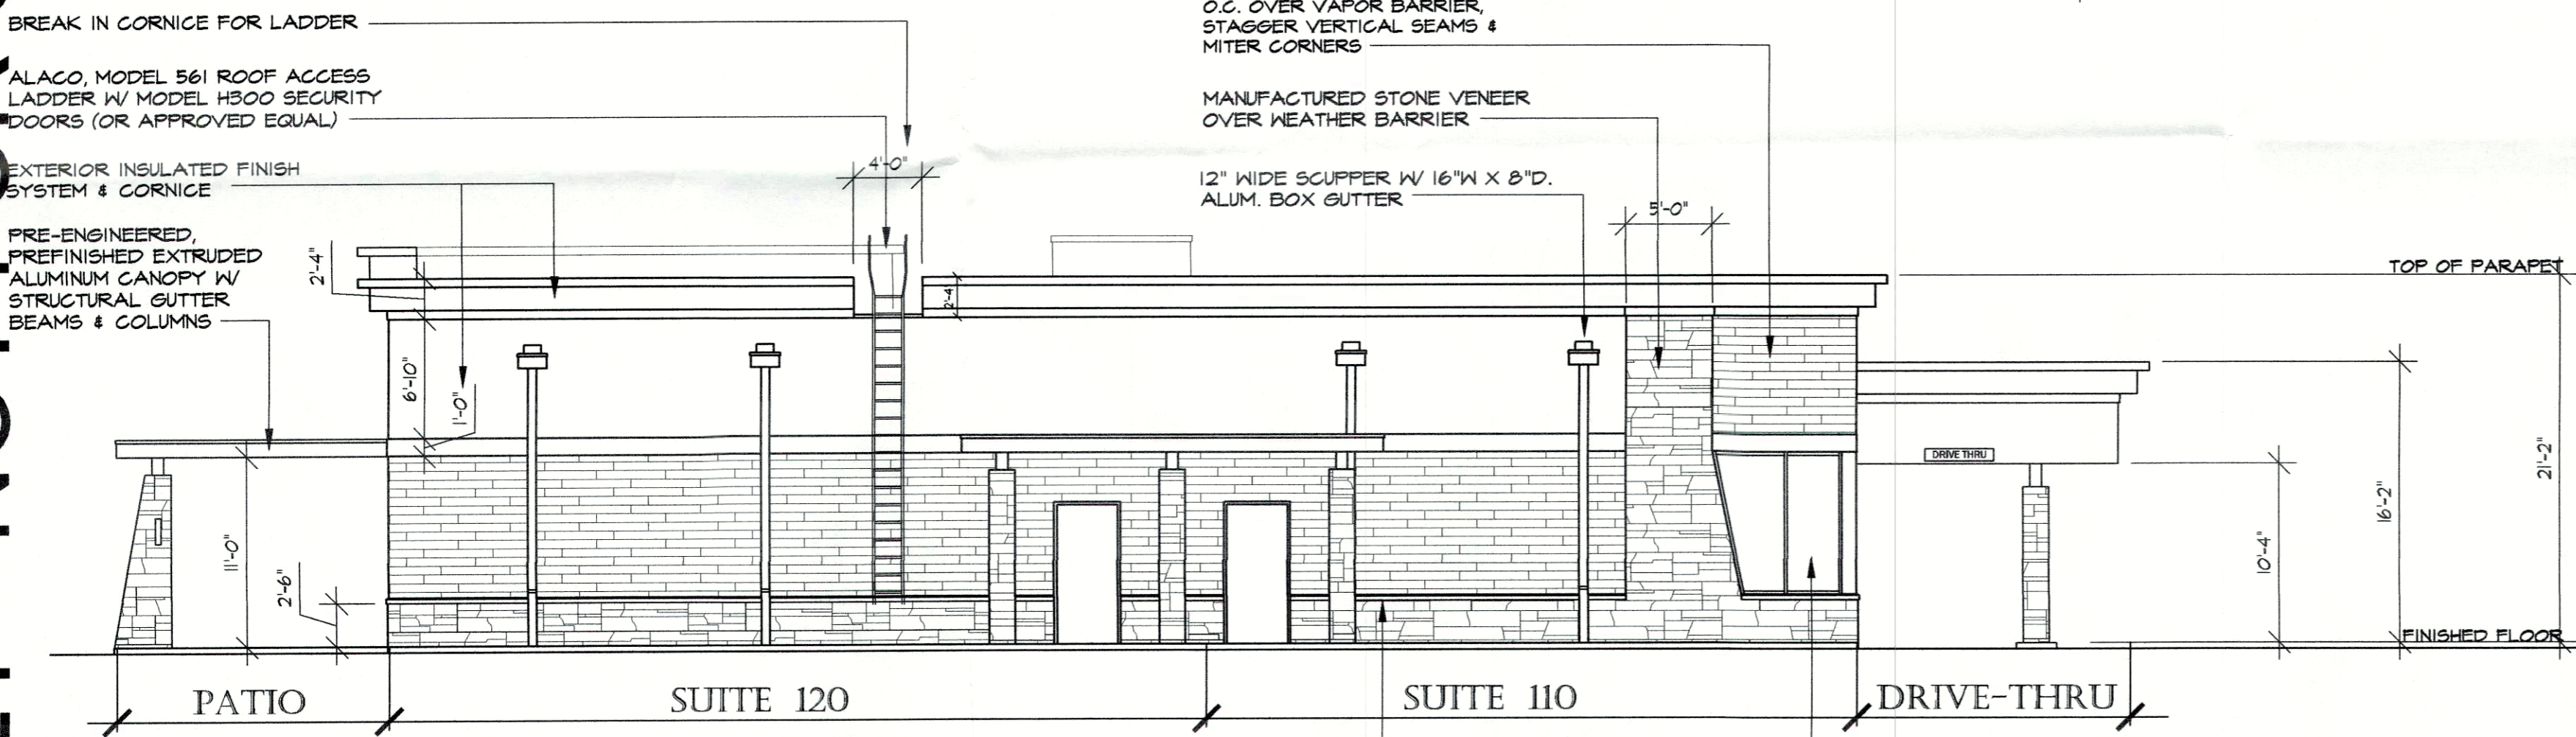 BREAK IN CORNICE FOR LADDER
ALACO, MODEL 561 ROOF ACCESS
LADDER W/ MODEL H300 SECURITY
DOORS (OR APPROVED EQUAL)
EXTERIOR INSULATED FINISH
SYSTEM & CORNICE
PRE-ENGINEERED,
PREFINISHED EXTRUDED
ALUMINUM CANOPY W/
STRUCTURAL GUTTER
BEAMS & COLUMNS
O.C. OVER VAPOR BARRIER,
STAGGER VERTICAL SEAMS &
MITER CORNERS
MANUFACTURED STONE VENEER
OVER WEATHER BARRIER
12" WIDE SCUPPER W/ 16"W X 8"D.
ALUM. BOX GUTTER
4'-0"
5'-0"
2'-4"
2'-4"
6'-10"
1'-0"
11'-0"
2'-6"
TOP OF PARAPET
DRIVE THRU
10'-4"
16'-2"
21'-2"
FINISHED FLOOR
PATIO
SUITE 120
SUITE 110
DRIVE-THRU